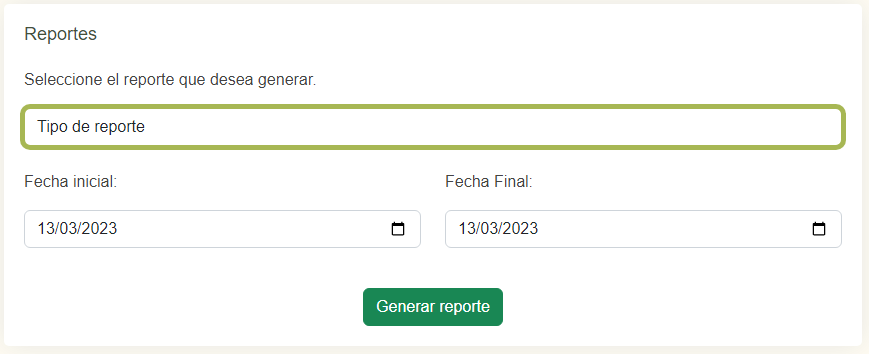 Reportes
Seleccione el reporte que desea generar.
Tipo de reporte
Fecha inicial:
Fecha Final:
13/03/2023
13/03/2023
Generar reporte